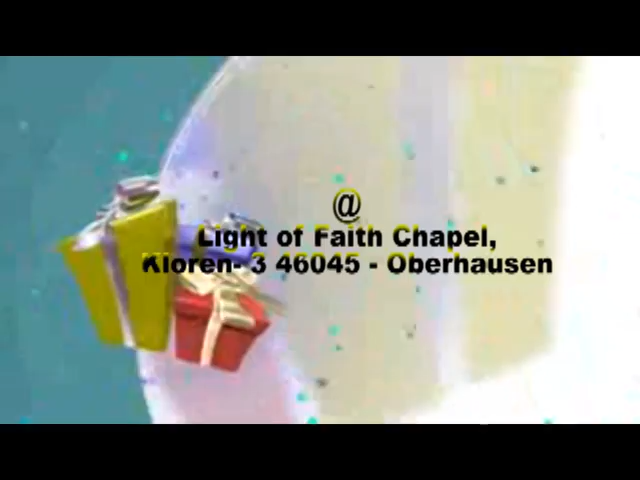 @
Light of Faith Chapel,
Kloren- 3 46045 - Oberhausen